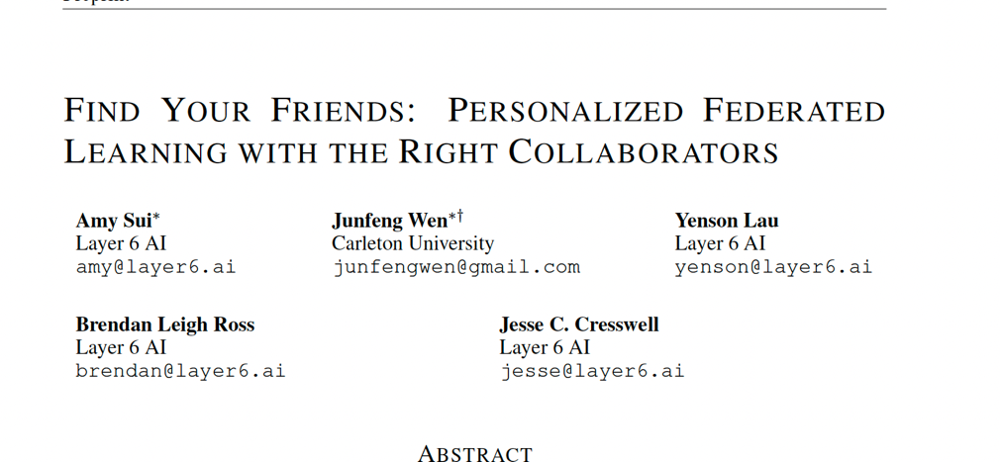 FIND YOUR FRIENDS: PERSONALIZED FEDERATED
LEARNING WITH THE RIGHT COLLABORATORS
Amy Sui*
Layer 6 AI
amy@layer6.ai
Junfeng Wen*†
Carleton University
junfengwen@gmail.com
Yenson Lau
Layer 6 AI
yenson@layer6.ai
Brendan Leigh Ross
Layer 6 AI
brendan@layer6.ai
Jesse C. Cresswell
Layer 6 AI
jesse@layer6.ai
ABSTRACT